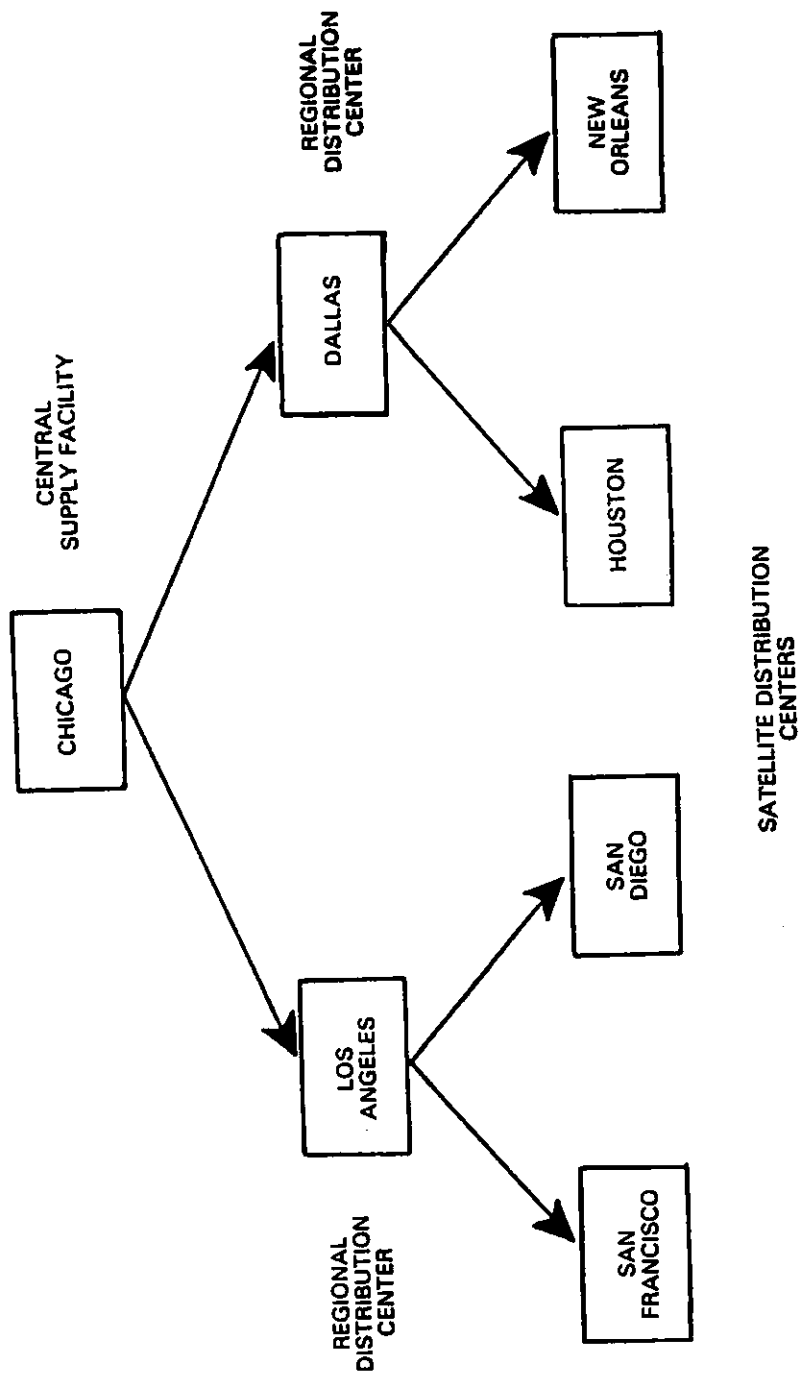 CHICAGO
CENTRAL
SUPPLY FACILITY
REGIONAL
DISTRIBUTION
CENTER
LOS
ANGELES
DALLAS
REGIONAL
DISTRIBUTION
CENTER
SAN
FRANCISCO
SAN
DIEGO
HOUSTON
NEW
ORLEANS
SATELLITE DISTRIBUTION
CENTERS